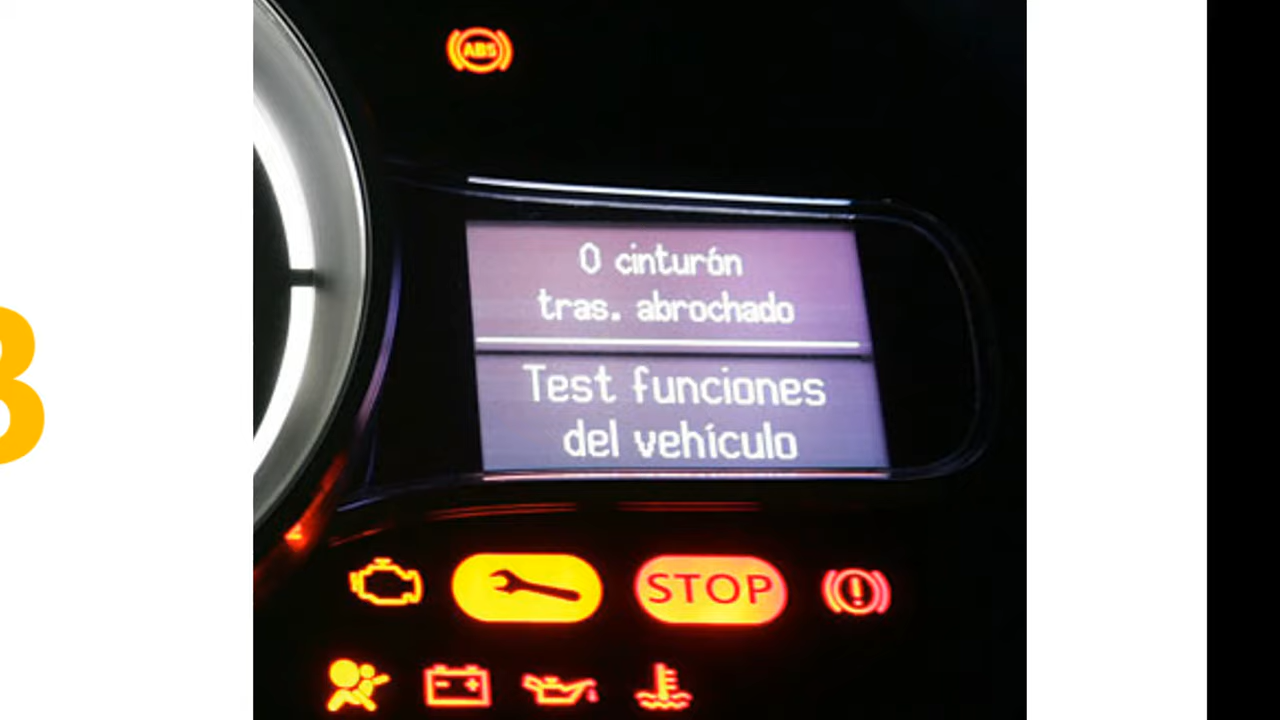 ABS
0 cinturón
tras. abrochado
Test funciones
del vehículo
STOP